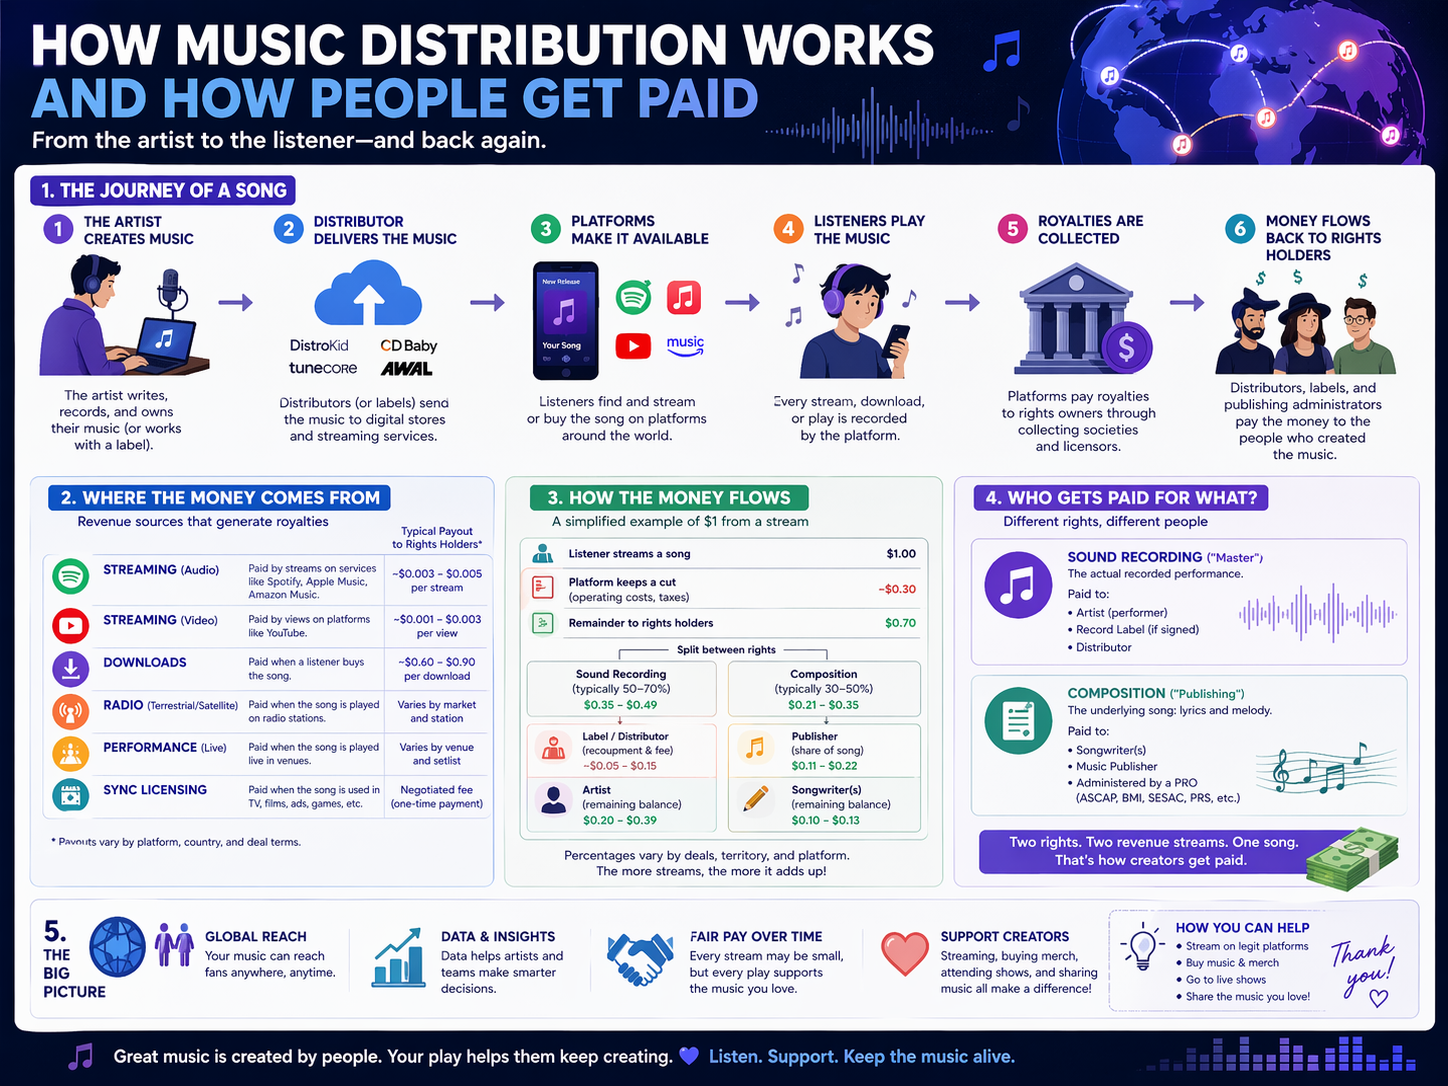 HOW MUSIC DISTRIBUTION WORKS
AND HOW PEOPLE GET PAID
From the artist to the listener—and back again.
1. THE JOURNEY OF A SONG
1
THE ARTIST
CREATES MUSIC
The artist writes,
records, and owns
their music (or works
with a label).
2
DISTRIBUTOR
DELIVERS THE MUSIC
DistroKid
CD Baby
tunecore
AWAL
Distributors (or labels) send
the music to digital stores
and streaming services.
3
PLATFORMS
MAKE IT AVAILABLE
New Release
Your Song
music
Listeners find and stream
or buy the song on platforms
around the world.
4
LISTENERS PLAY
THE MUSIC
Every stream, download,
or play is recorded
by the platform.
5
ROYALTIES ARE
COLLECTED
$
Platforms pay royalties
to rights owners through
collecting societies
and licensors.
6
MONEY FLOWS
BACK TO RIGHTS
HOLDERS
$ $ $
Distributors, labels, and
publishing administrators
pay the money to the
people who created
the music.
2. WHERE THE MONEY COMES FROM
Revenue sources that generate royalties
Typical Payout
to Rights Holders*
STREAMING (Audio)
Paid by streams on services
like Spotify, Apple Music,
Amazon Music.
~$0.003 – $0.005
per stream
STREAMING (Video)
Paid by views on platforms
like YouTube.
~$0.001 – $0.003
per view
DOWNLOADS
Paid when a listener buys
the song.
~$0.60 – $0.90
per download
RADIO (Terrestrial/Satellite)
Paid when the song is played
on radio stations.
Varies by market
and station
PERFORMANCE (Live)
Paid when the song is played
live in venues.
Varies by venue
and setlist
SYNC LICENSING
Paid when the song is used in
TV, films, ads, games, etc.
Negotiated fee
(one-time payment)
* Payouts vary by platform, country, and deal terms.
3. HOW THE MONEY FLOWS
A simplified example of $1 from a stream
Listener streams a song
$1.00
Platform keeps a cut
(operating costs, taxes)
~$0.30
Remainder to rights holders
$0.70
Split between rights
Sound Recording
(typically 50–70%)
$0.35 – $0.49
Composition
(typically 30–50%)
$0.21 – $0.35
Label / Distributor
(recoupment & fee)
~$0.05 – $0.15
Publisher
(share of song)
$0.11 – $0.22
Artist
(remaining balance)
$0.20 – $0.39
Songwriter(s)
(remaining balance)
$0.10 – $0.13
Percentages vary by deals, territory, and platform.
The more streams, the more it adds up!
4. WHO GETS PAID FOR WHAT?
Different rights, different people
SOUND RECORDING ("Master")
The actual recorded performance.
Paid to:
• Artist (performer)
• Record Label (if signed)
• Distributor
COMPOSITION ("Publishing")
The underlying song: lyrics and melody.
Paid to:
• Songwriter(s)
• Music Publisher
• Administered by a PRO
(ASCAP, BMI, SESAC, PRS, etc.)
Two rights. Two revenue streams. One song.
That's how creators get paid.
5.
THE
BIG
PICTURE
GLOBAL REACH
Your music can reach
fans anywhere, anytime.
DATA & INSIGHTS
Data helps artists and
teams make smarter
decisions.
FAIR PAY OVER TIME
Every stream may be small,
but every play supports
the music you love.
SUPPORT CREATORS
Streaming, buying merch,
attending shows, and sharing
music all make a difference!
HOW YOU CAN HELP
• Stream on legit platforms
• Buy music & merch
• Go to live shows
• Share the music you love!
Thank
you!
Great music is created by people. Your play helps them keep creating. 💙 Listen. Support. Keep the music alive.